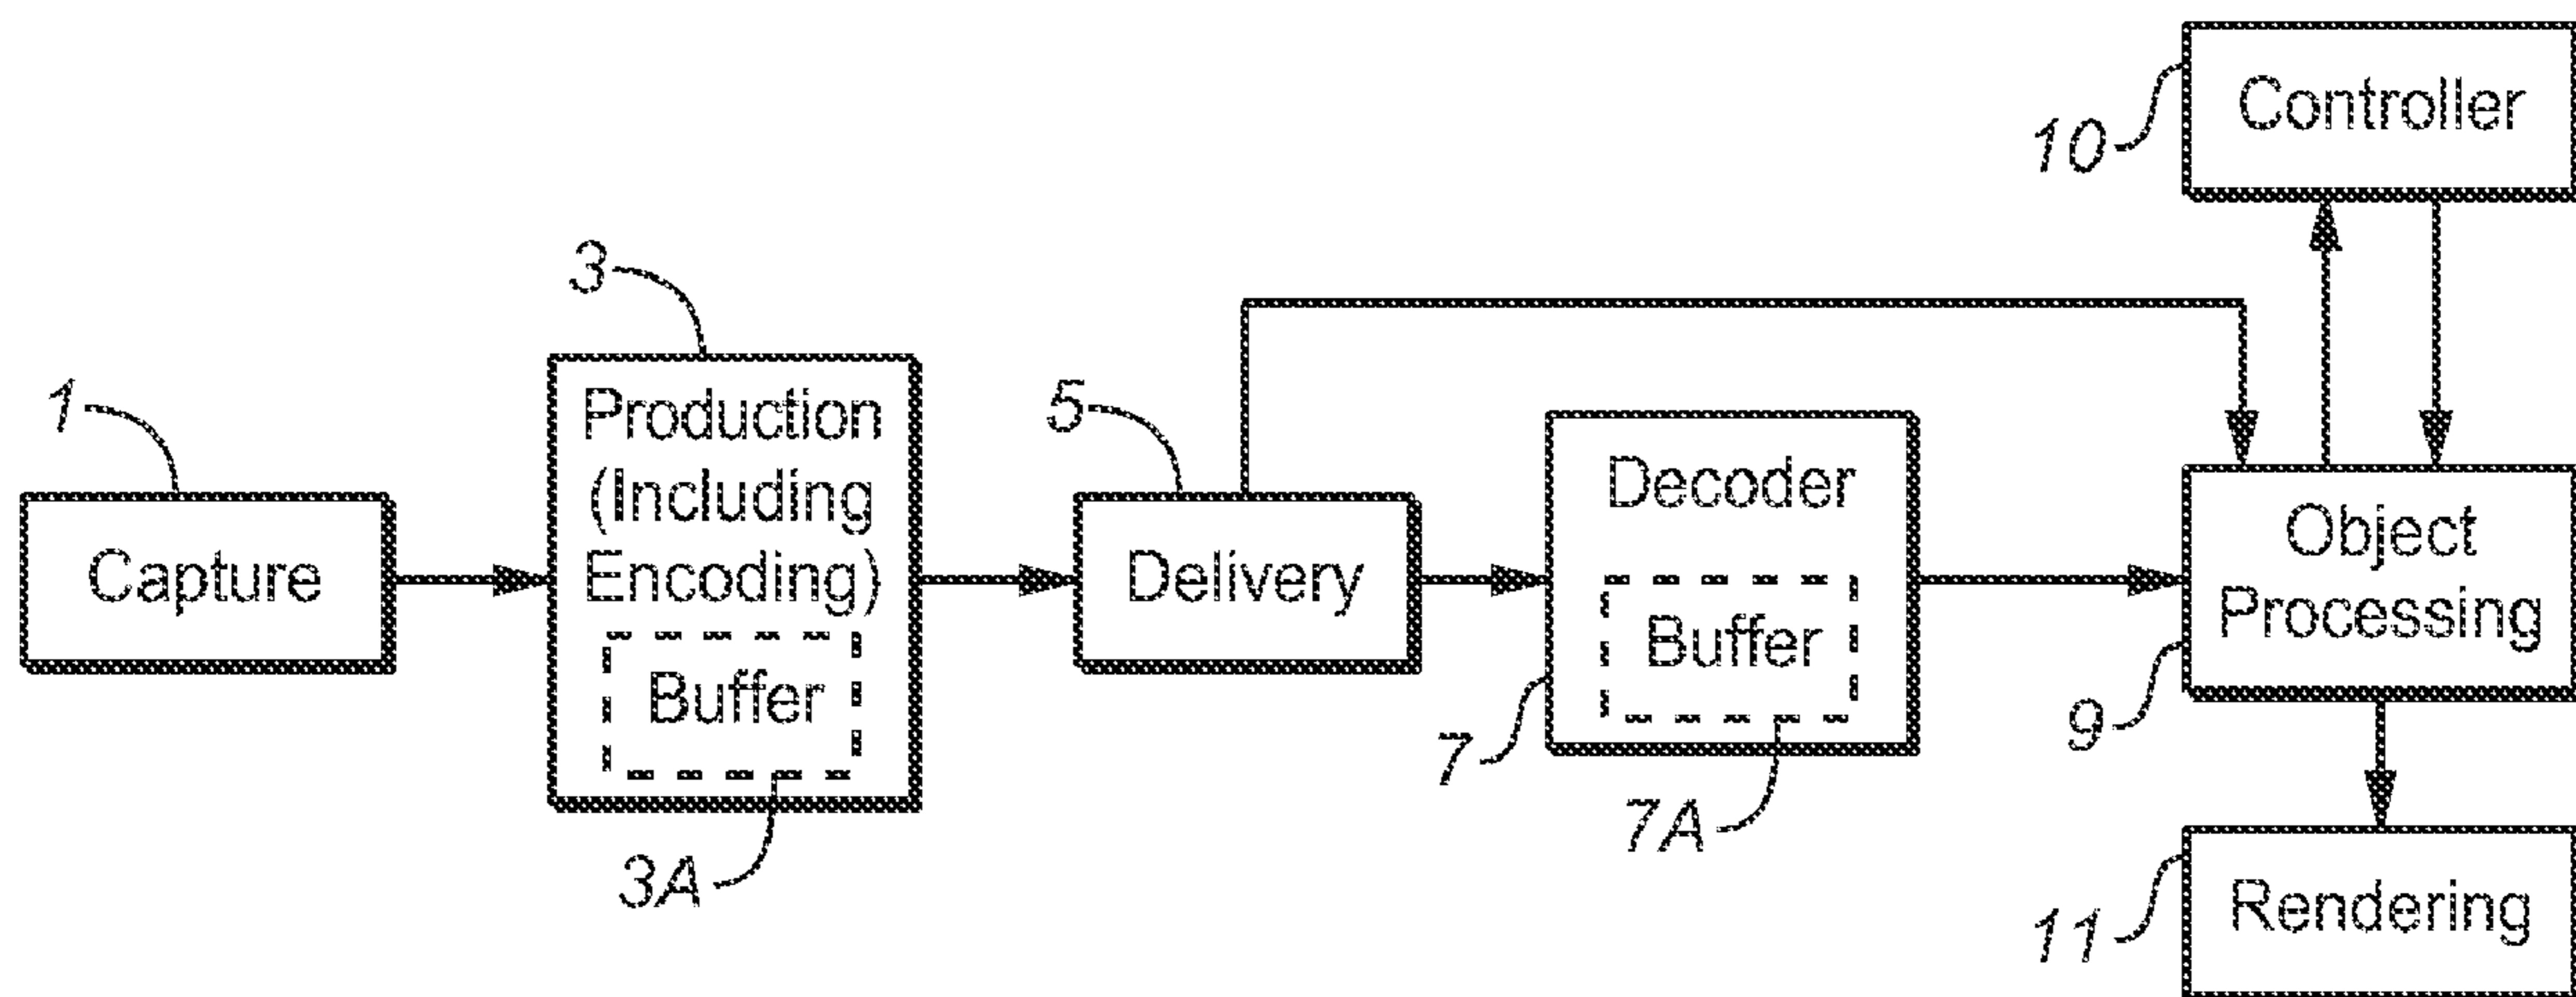 1
Capture
3
Production
(Including
Encoding)
Buffer
3A
5
Delivery
Decoder
Buffer
7
7A
10
Controller
Object
Processing
9
11
Rendering